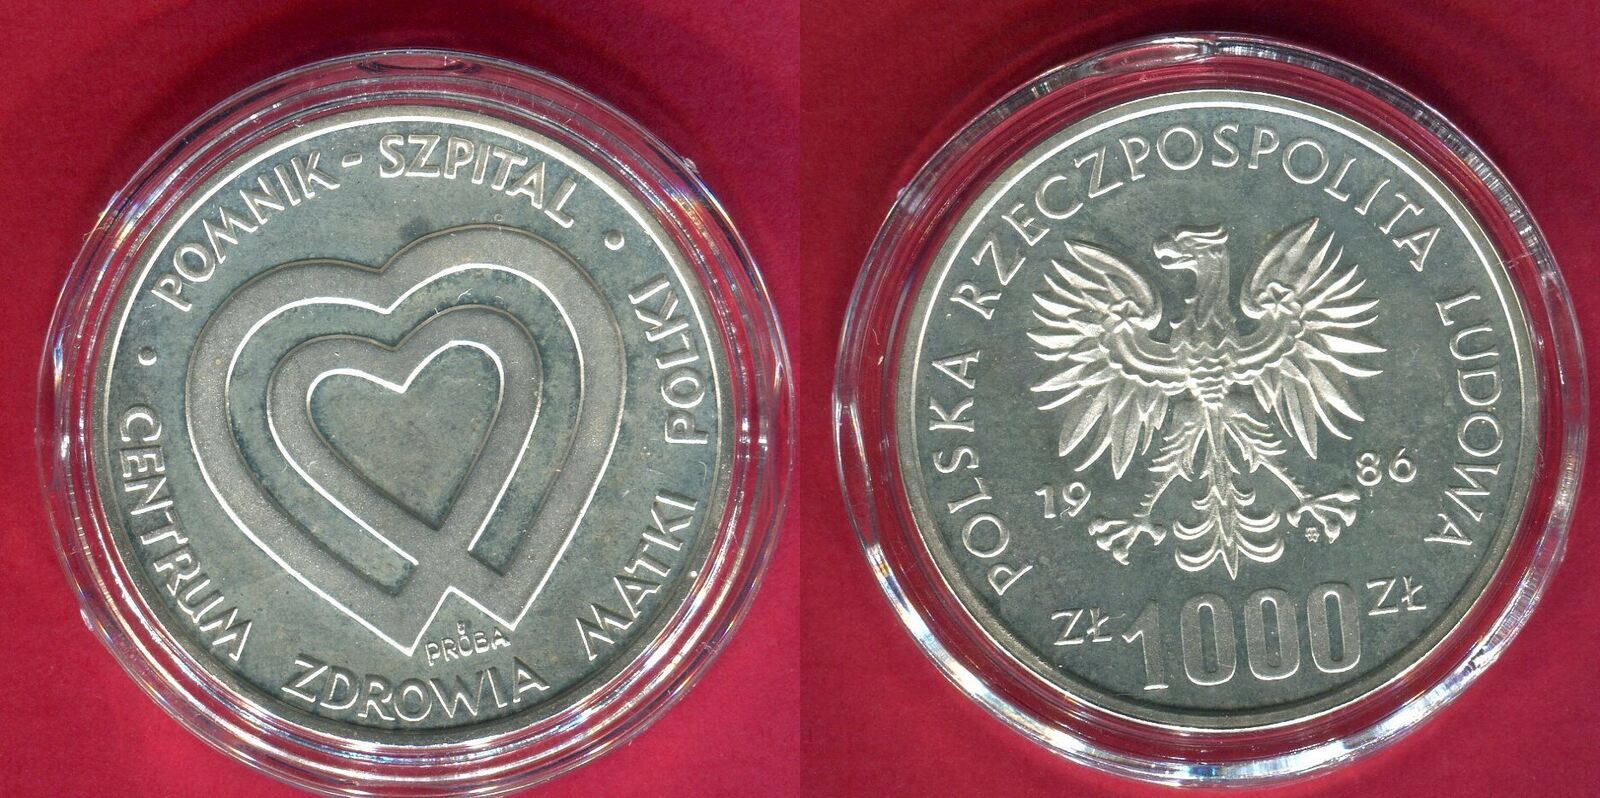 POMNIK - SZPITAL •
CENTRUM ZDROWIA MATKI POLKI •
PRÓBA
POLSKA RZECZPOSPOLITA LUDOWA
19 86
ZŁ 1000 ZŁ